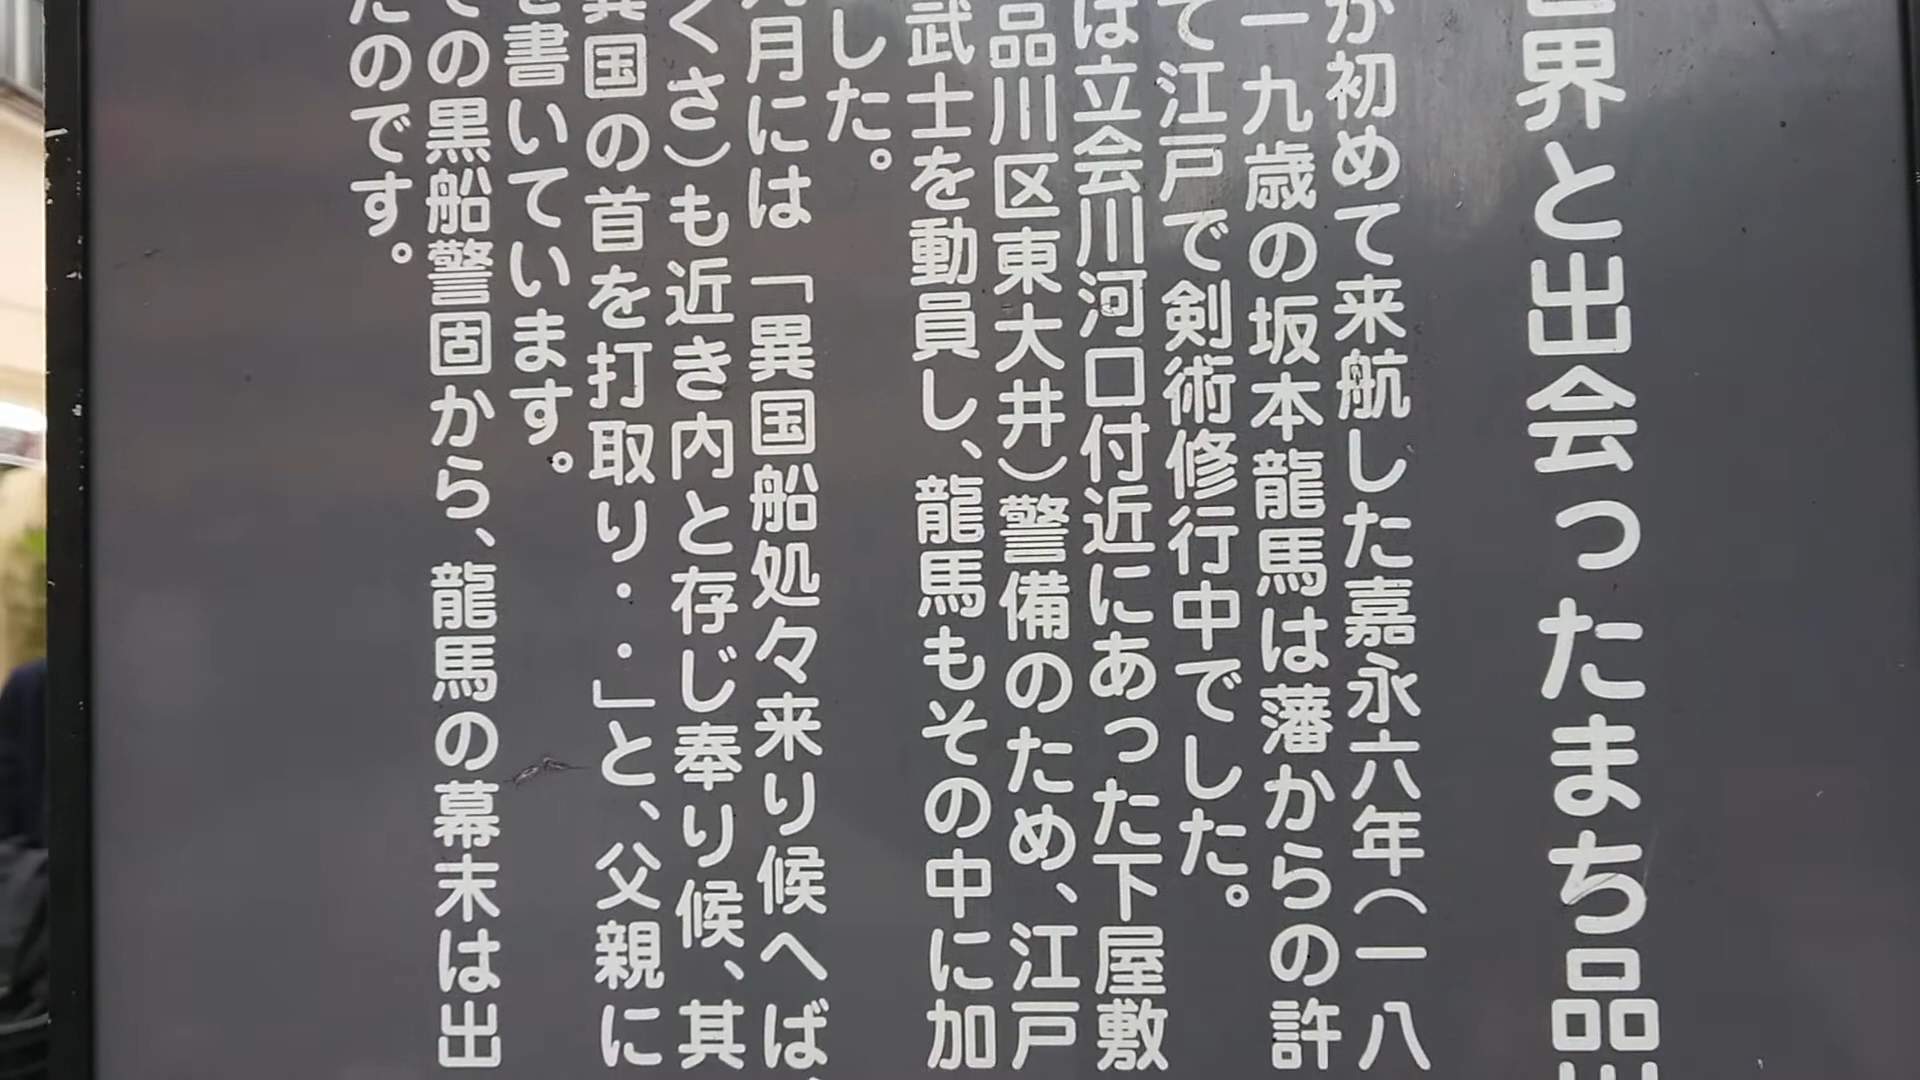 界と出会ったまち品川
が初めて来航した嘉永六年(一八
一九歳の坂本龍馬は藩からの許
て江戸で剣術修行中でした。
は立会川河口付近にあった下屋敷
品川区東大井)警備のため、江戸
武士を動員し、龍馬もその中に加
した。
月には「異国船処々来り候へば、
くさ)も近き内と存じ奉り候、其
異国の首を打取り・・・」と、父親に
を書いています。
での黒船警固から、龍馬の幕末は出
たのです。